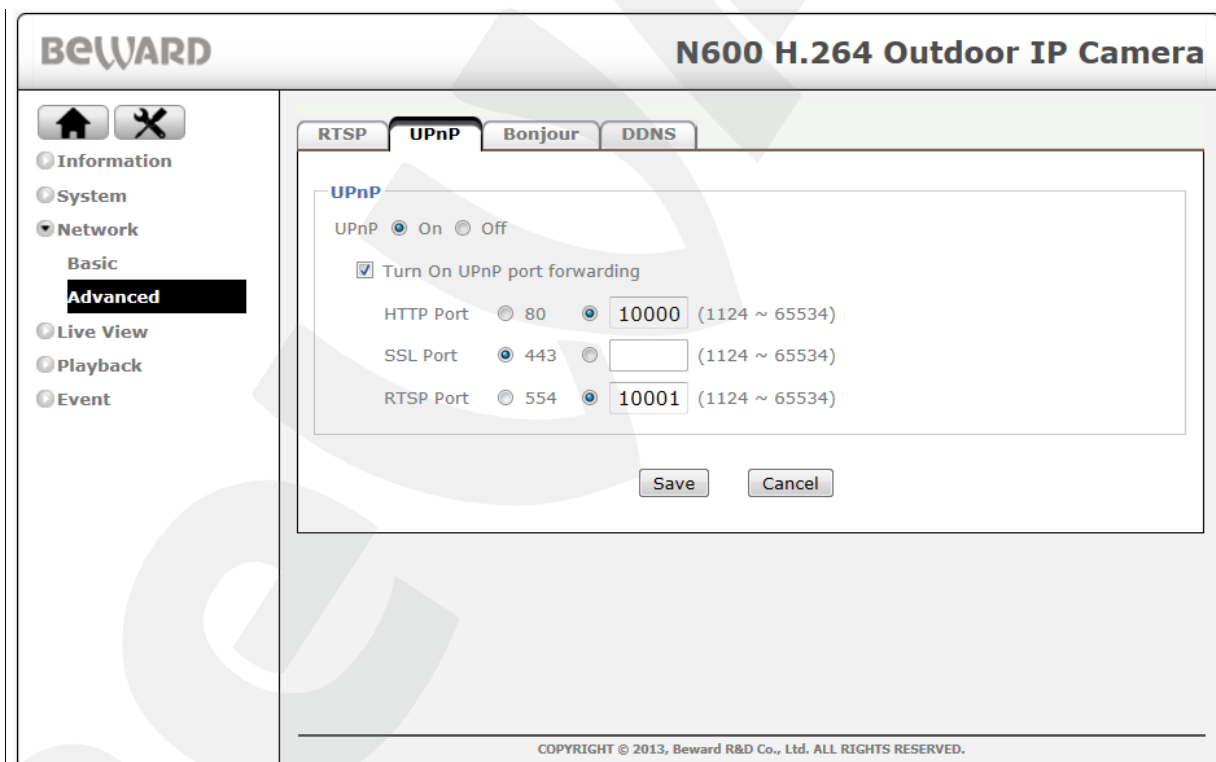 BEWARD
N600 H.264 Outdoor IP Camera
Information
System
Network
Basic
Advanced
Live View
Playback
Event
RTSP UPnP Bonjour DDNS
UPnP
UPnP On Off
Turn On UPnP port forwarding
HTTP Port 80 10000 (1124 ~ 65534)
SSL Port 443 (1124 ~ 65534)
RTSP Port 554 10001 (1124 ~ 65534)
Save Cancel
COPYRIGHT © 2013, Beward R&D Co., Ltd. ALL RIGHTS RESERVED.